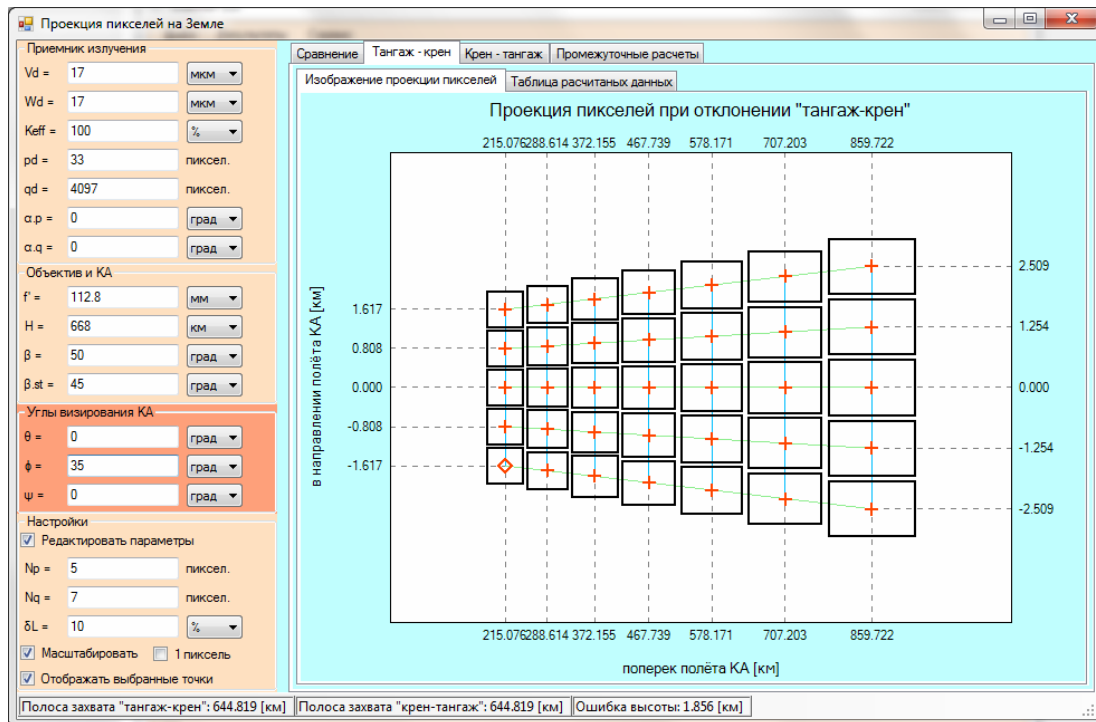 Проекция пикселей на Земле
Приемник излучения
Vd = 17 мкм
Wd = 17 мкм
Keff = 100 %
pd = 33 пиксел.
qd = 4097 пиксел.
α.p = 0 град
α.q = 0 град
Объектив и КА
f' = 112.8 мм
H = 668 км
β = 50 град
β.st = 45 град
Углы визирования КА
θ = 0 град
ϕ = 35 град
ψ = 0 град
Настройки
Редактировать параметры
Np = 5 пиксел.
Nq = 7 пиксел.
δL = 10 %
Масштабировать 1 пиксель
Отображать выбранные точки
Сравнение Тангаж - крен Крен - тангаж Промежуточные расчеты
Изображение проекции пикселей Таблица расчитаных данных
Проекция пикселей при отклонении "тангаж-крен"
215.076 288.614 372.155 467.739 578.171 707.203 859.722
в направлении полёта КА [км]
1.617
0.808
0.000
-0.808
-1.617
2.509
1.254
0.000
-1.254
-2.509
215.076 288.614 372.155 467.739 578.171 707.203 859.722
поперек полёта КА [км]
Полоса захвата "тангаж-крен": 644.819 [км] Полоса захвата "крен-тангаж": 644.819 [км] Ошибка высоты: 1.856 [км]